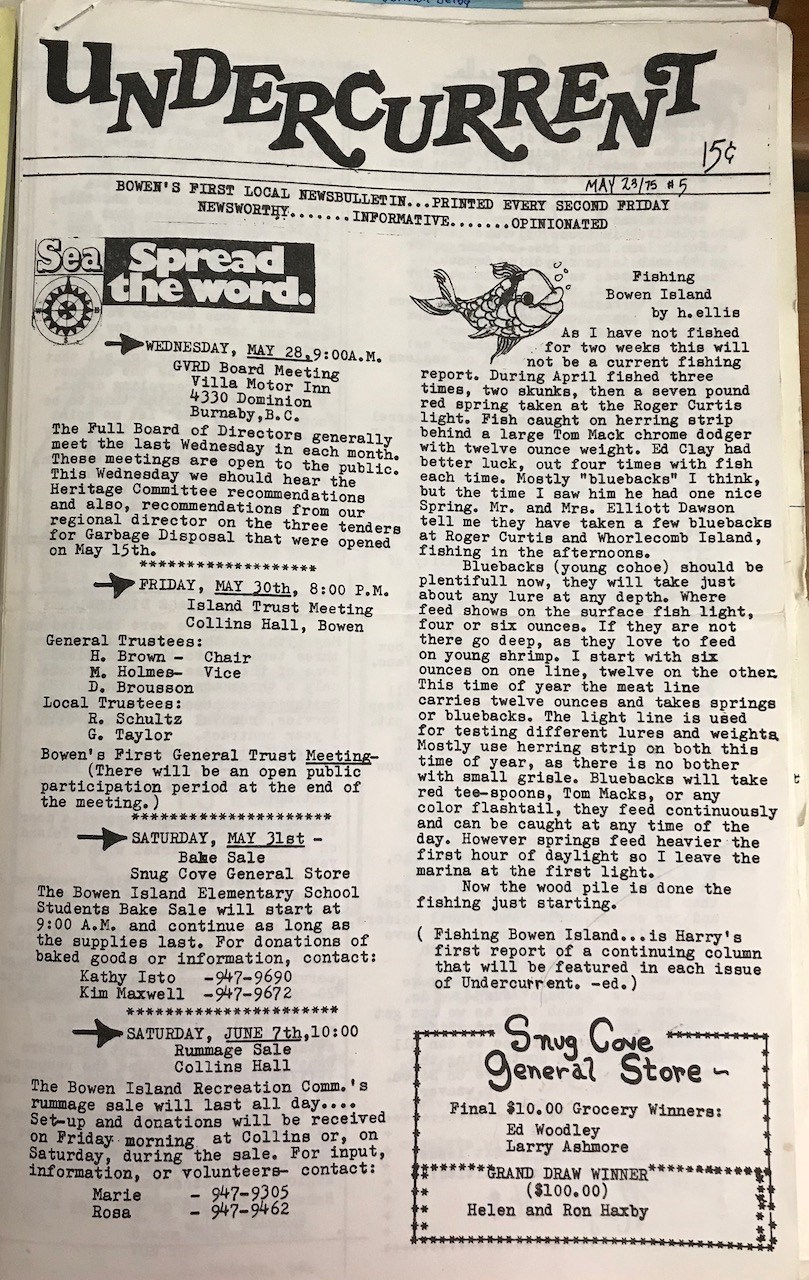 UNDERCURRENT
15¢
MAY 23/75 #5
BOWEN'S FIRST LOCAL NEWSBULLETIN...PRINTED EVERY SECOND FRIDAY
NEWSWORTHY.......INFORMATIVE.......OPINIONATED
Sea Spread
the word.
WEDNESDAY, MAY 28,9:00A.M.
GVRD Board Meeting
Villa Motor Inn
4330 Dominion
Burnaby,B.C.
The Full Board of Directors generally
meet the last Wednesday in each month.
These meetings are open to the public.
This Wednesday we should hear the
Heritage Committee recommendations
and also, recommendations from our
regional director on the three tenders
for Garbage Disposal that were opened
on May 15th.
*******************
FRIDAY, MAY 30th, 8:00 P.M.
Island Trust Meeting
Collins Hall, Bowen
General Trustees:
H. Brown - Chair
M. Holmes- Vice
D. Brousson
Local Trustees:
R. Schultz
G. Taylor
Bowen's First General Trust Meeting-
(There will be an open public
participation period at the end of
the meeting.)
*********************
SATURDAY, MAY 31st -
Bake Sale
Snug Cove General Store
The Bowen Island Elementary School
Students Bake Sale will start at
9:00 A.M. and continue as long as
the supplies last. For donations of
baked goods or information, contact:
Kathy Isto -947-9690
Kim Maxwell -947-9672
**********************
SATURDAY, JUNE 7th,10:00
Rummage Sale
Collins Hall
The Bowen Island Recreation Comm.'s
rummage sale will last all day....
Set-up and donations will be received
on Friday morning at Collins or, on
Saturday, during the sale. For input,
information, or volunteers- contact:
Marie - 947-9305
Rosa - 947-9462
Fishing
Bowen Island
by h.ellis
As I have not fished
for two weeks this will
not be a current fishing
report. During April fished three
times, two skunks, then a seven pound
red spring taken at the Roger Curtis
light. Fish caught on herring strip
behind a large Tom Mack chrome dodger
with twelve ounce weight. Ed Clay had
better luck, out four times with fish
each time. Mostly "bluebacks" I think,
but the time I saw him he had one nice
Spring. Mr. and Mrs. Elliott Dawson
tell me they have taken a few bluebacks
at Roger Curtis and Whorlecomb Island,
fishing in the afternoons.
Bluebacks (young cohoe) should be
plentifull now, they will take just
about any lure at any depth. Where
feed shows on the surface fish light,
four or six ounces. If they are not
there go deep, as they love to feed
on young shrimp. I start with six
ounces on one line, twelve on the other.
This time of year the meat line
carries twelve ounces and takes springs
or bluebacks. The light line is used
for testing different lures and weights.
Mostly use herring strip on both this
time of year, as there is no bother
with small grisle. Bluebacks will take
red tee-spoons, Tom Macks, or any
color flashtail, they feed continuously
and can be caught at any time of the
day. However springs feed heavier the
first hour of daylight so I leave the
marina at the first light.
Now the wood pile is done the
fishing just starting.
( Fishing Bowen Island...is Harry's
first report of a continuing column
that will be featured in each issue
of Undercurrent. -ed.)
Snug Cove
General Store -
Final $10.00 Grocery Winners:
Ed Woodley
Larry Ashmore
*******GRAND DRAW WINNER************
($100.00)
Helen and Ron Haxby